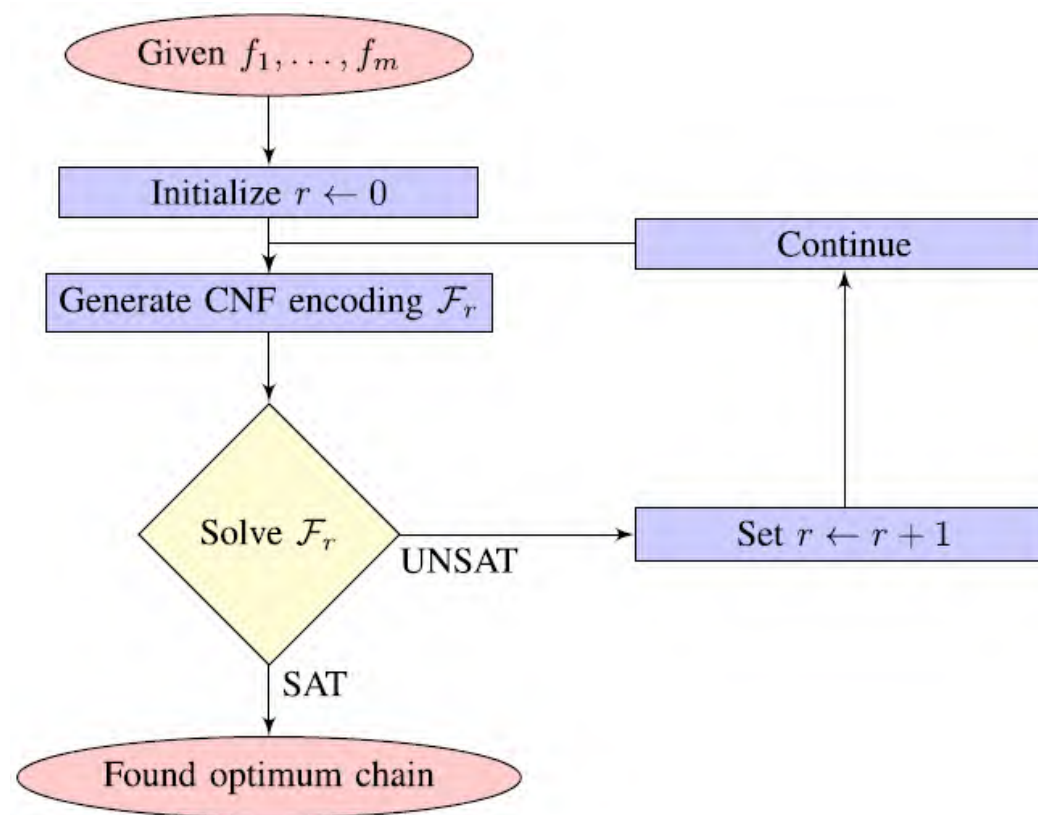 Given f₁, . . . , fₘ
Initialize r ← 0
Continue
Generate CNF encoding ℱᵣ
Solve ℱᵣ
UNSAT
Set r ← r + 1
SAT
Found optimum chain